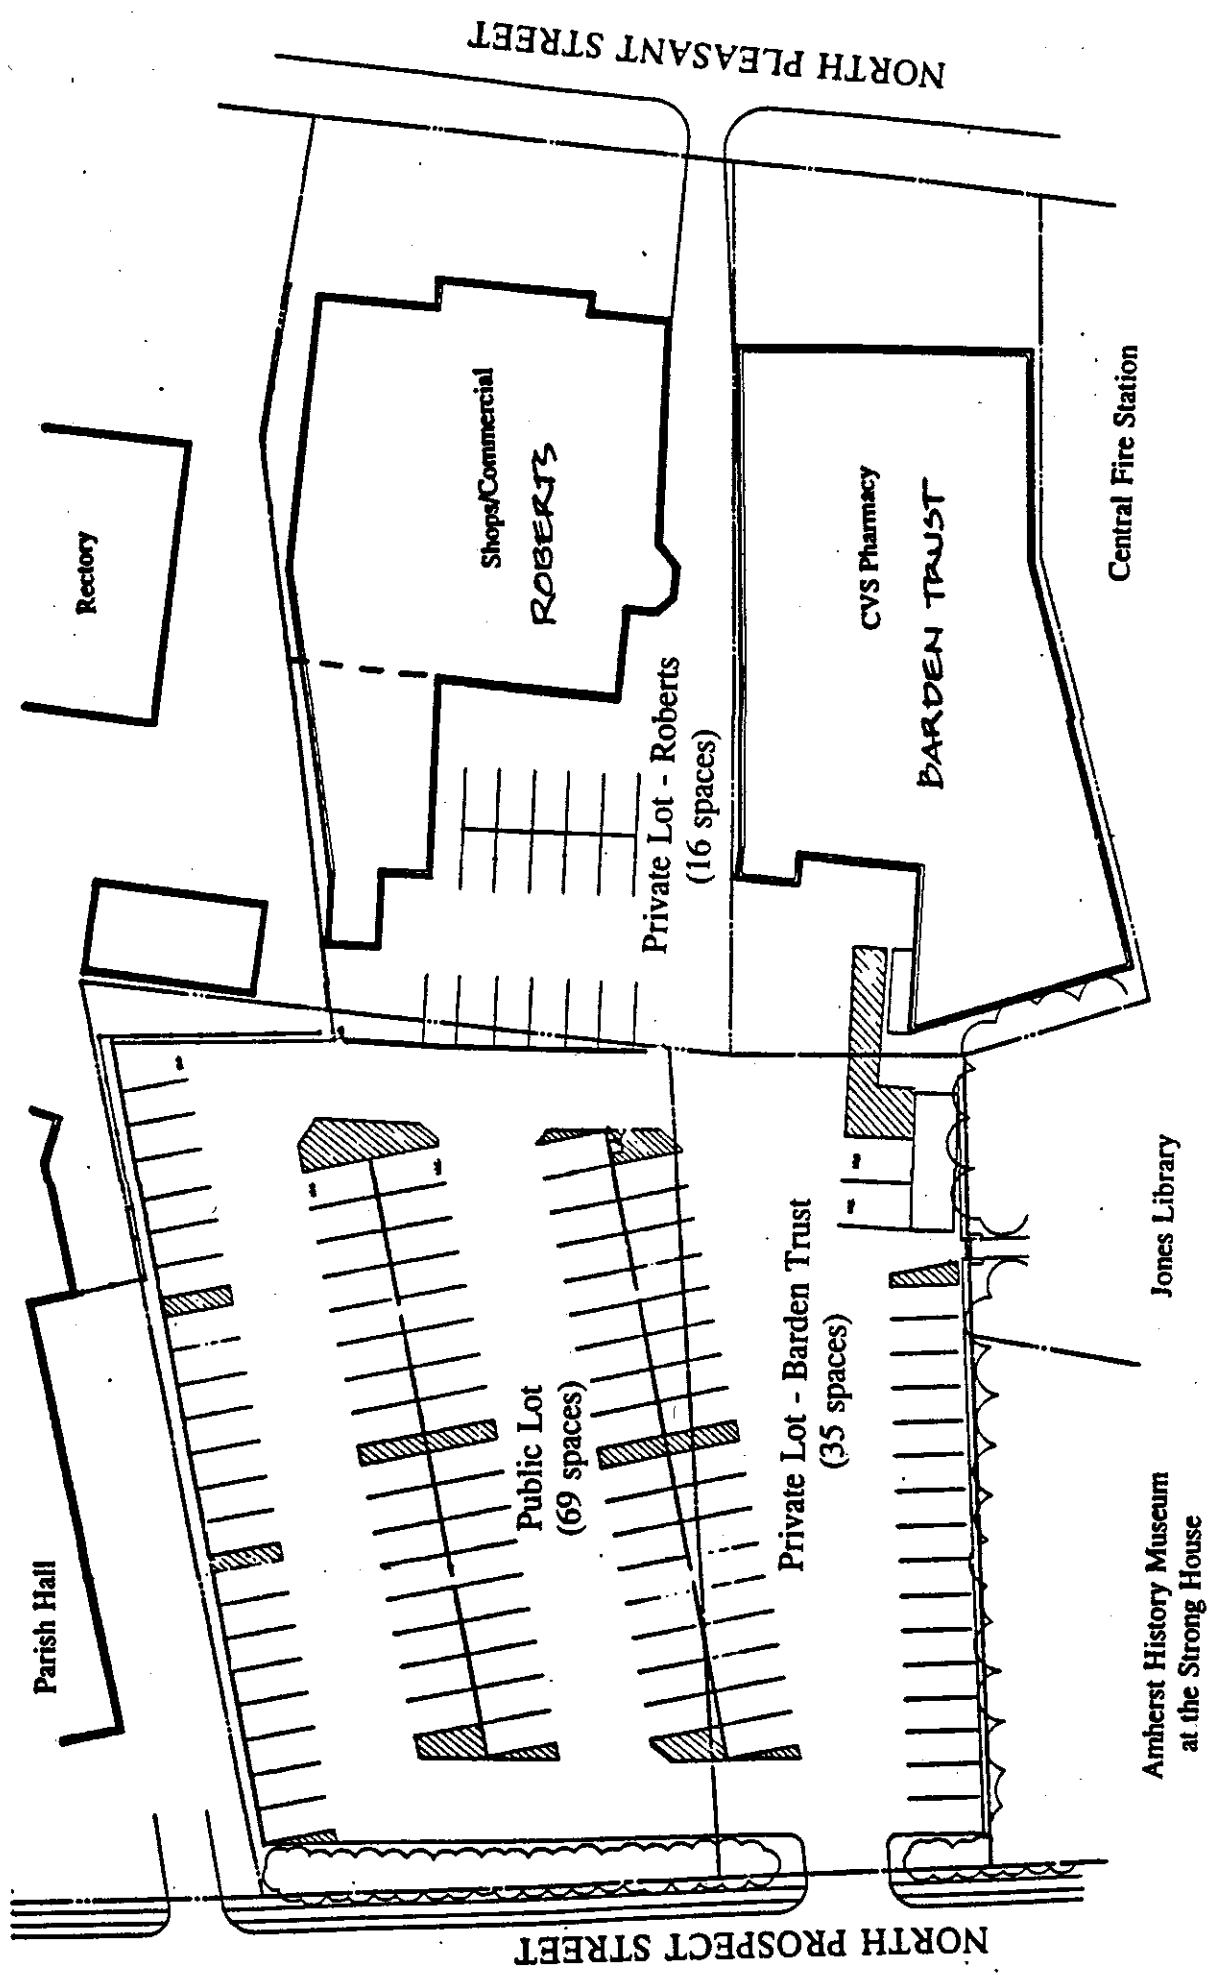 NORTH PLEASANT STREET
Rectory
Shops/Commercial
ROBERTS
CVS Pharmacy
BARDEN TRUST
Central Fire Station
Private Lot - Roberts
(16 spaces)
Parish Hall
Public Lot
(69 spaces)
Private Lot - Barden Trust
(35 spaces)
Jones Library
Amherst History Museum
at the Strong House
NORTH PROSPECT STREET